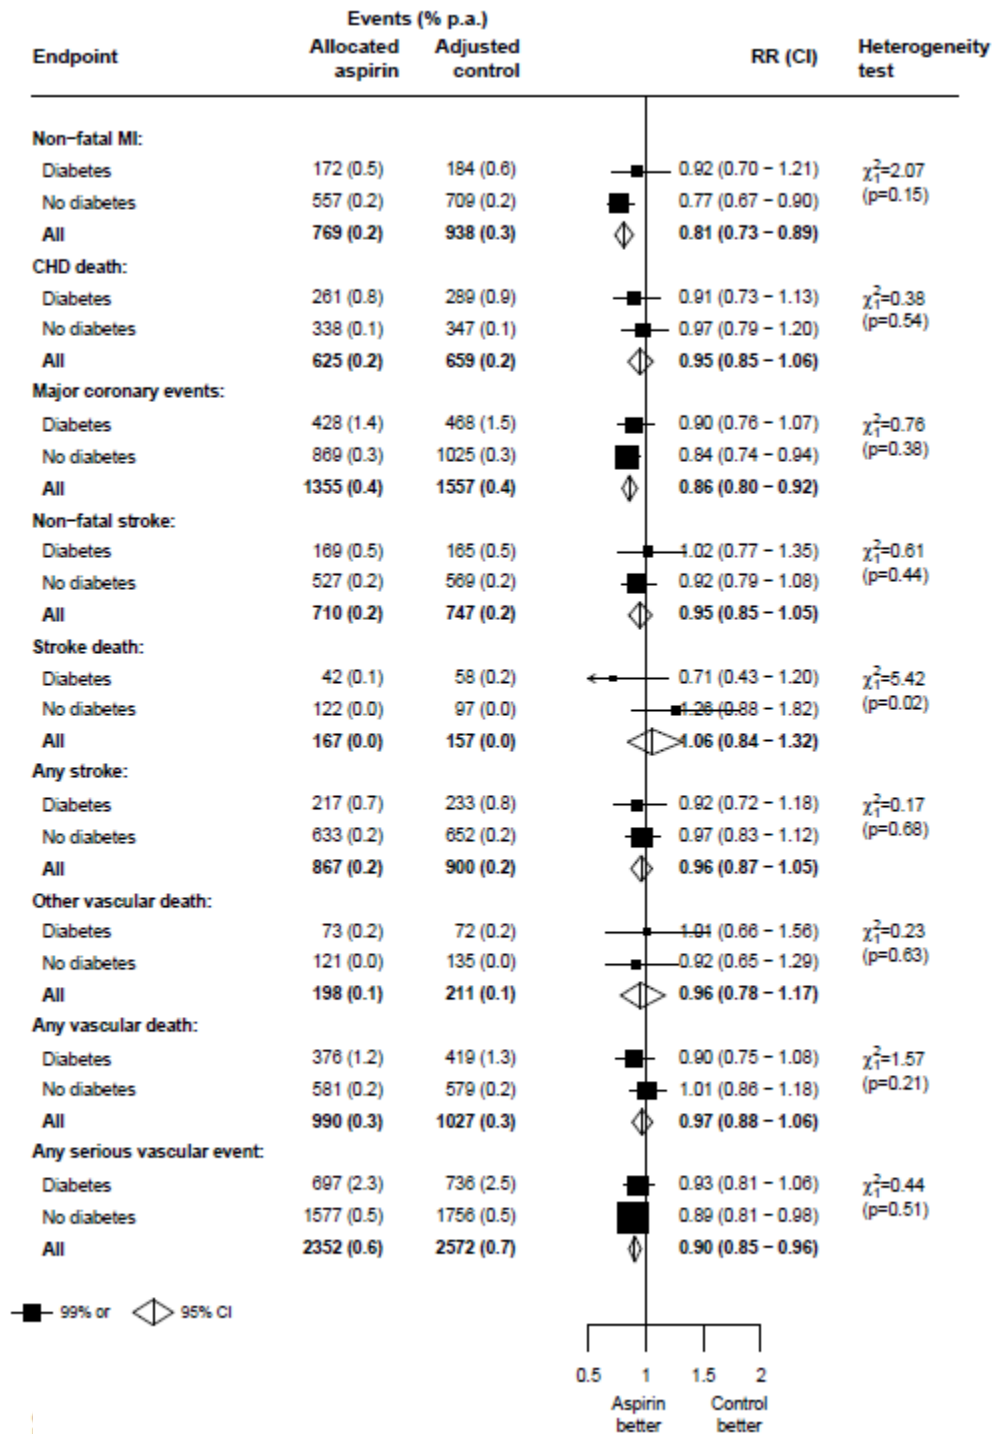 Events (% p.a.)
Endpoint Allocated aspirin Adjusted control RR (CI) Heterogeneity test
Non−fatal MI:
Diabetes 172 (0.5) 184 (0.6) 0.92 (0.70 − 1.21) χ²₁=2.07
No diabetes 557 (0.2) 709 (0.2) 0.77 (0.67 − 0.90) (p=0.15)
All 769 (0.2) 938 (0.3) 0.81 (0.73 − 0.89)
CHD death:
Diabetes 261 (0.8) 289 (0.9) 0.91 (0.73 − 1.13) χ²₁=0.38
No diabetes 338 (0.1) 347 (0.1) 0.97 (0.79 − 1.20) (p=0.54)
All 625 (0.2) 659 (0.2) 0.95 (0.85 − 1.06)
Major coronary events:
Diabetes 428 (1.4) 468 (1.5) 0.90 (0.76 − 1.07) χ²₁=0.76
No diabetes 869 (0.3) 1025 (0.3) 0.84 (0.74 − 0.94) (p=0.38)
All 1355 (0.4) 1557 (0.4) 0.86 (0.80 − 0.92)
Non−fatal stroke:
Diabetes 169 (0.5) 165 (0.5) 1.02 (0.77 − 1.35) χ²₁=0.61
No diabetes 527 (0.2) 569 (0.2) 0.92 (0.79 − 1.08) (p=0.44)
All 710 (0.2) 747 (0.2) 0.95 (0.85 − 1.05)
Stroke death:
Diabetes 42 (0.1) 58 (0.2) 0.71 (0.43 − 1.20) χ²₁=5.42
No diabetes 122 (0.0) 97 (0.0) 1.26 (0.88 − 1.82) (p=0.02)
All 167 (0.0) 157 (0.0) 1.06 (0.84 − 1.32)
Any stroke:
Diabetes 217 (0.7) 233 (0.8) 0.92 (0.72 − 1.18) χ²₁=0.17
No diabetes 633 (0.2) 652 (0.2) 0.97 (0.83 − 1.12) (p=0.68)
All 867 (0.2) 900 (0.2) 0.96 (0.87 − 1.05)
Other vascular death:
Diabetes 73 (0.2) 72 (0.2) 1.01 (0.66 − 1.56) χ²₁=0.23
No diabetes 121 (0.0) 135 (0.0) 0.92 (0.65 − 1.29) (p=0.63)
All 198 (0.1) 211 (0.1) 0.96 (0.78 − 1.17)
Any vascular death:
Diabetes 376 (1.2) 419 (1.3) 0.90 (0.75 − 1.08) χ²₁=1.57
No diabetes 581 (0.2) 579 (0.2) 1.01 (0.86 − 1.18) (p=0.21)
All 990 (0.3) 1027 (0.3) 0.97 (0.88 − 1.06)
Any serious vascular event:
Diabetes 697 (2.3) 736 (2.5) 0.93 (0.81 − 1.06) χ²₁=0.44
No diabetes 1577 (0.5) 1756 (0.5) 0.89 (0.81 − 0.98) (p=0.51)
All 2352 (0.6) 2572 (0.7) 0.90 (0.85 − 0.96)
99% or 95% CI
0.5 1 1.5 2
Aspirin better Control better